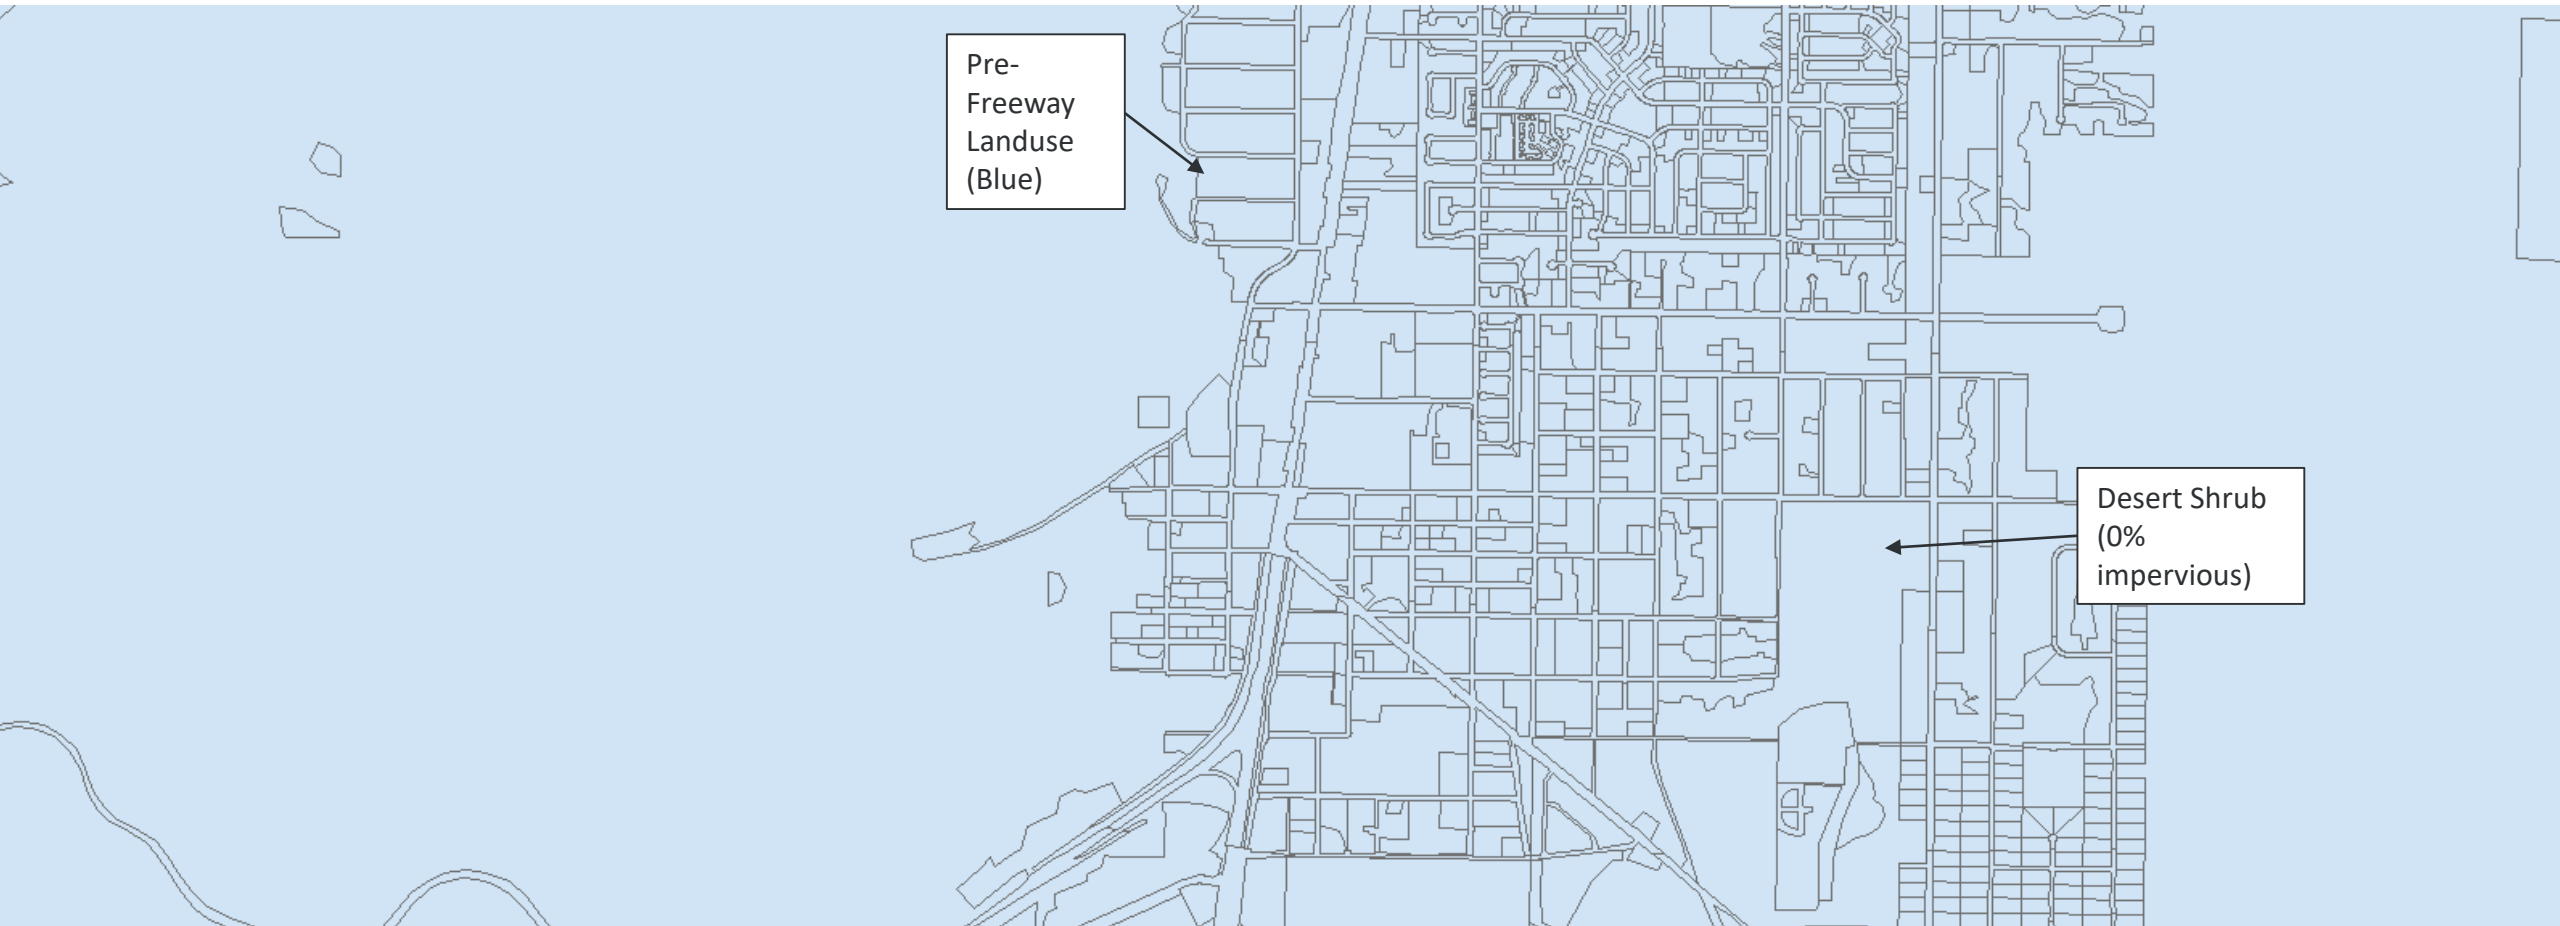 Pre-
Freeway
Landuse
(Blue)
Desert Shrub
(0%
impervious)